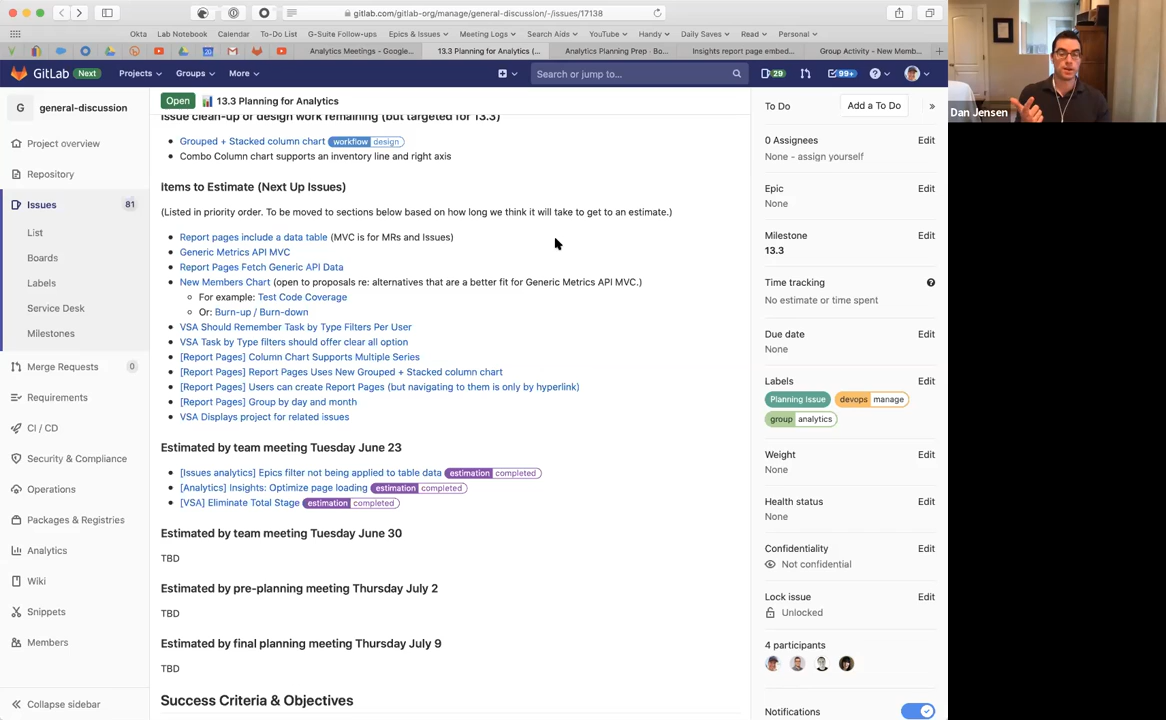 gitlab.com/gitlab-org/manage/general-discussion/-/issues/17138
Okta Lab Notebook Calendar To-Do List G-Suite Follow-ups Epics & Issues Meeting Logs Search Aids YouTube Handy Daily Saves Read Personal
Analytics Meetings - Google... 13.3 Planning for Analytics (... Analytics Planning Prep - Bo... Insights report page embed... Group Activity - New Memb...
GitLab Next Projects Groups More Search or jump to... 29 99+
Dan Jensen
G general-discussion
Project overview
Repository
Issues 81
List
Boards
Labels
Service Desk
Milestones
Merge Requests 0
Requirements
CI / CD
Security & Compliance
Operations
Packages & Registries
Analytics
Wiki
Snippets
Members
Collapse sidebar
Open 13.3 Planning for Analytics
Issue clean-up or design work remaining (but targeted for 13.3)
Grouped + Stacked column chart workflow design
Combo Column chart supports an inventory line and right axis
Items to Estimate (Next Up Issues)
(Listed in priority order. To be moved to sections below based on how long we think it will take to get to an estimate.)
Report pages include a data table (MVC is for MRs and Issues)
Generic Metrics API MVC
Report Pages Fetch Generic API Data
New Members Chart (open to proposals re: alternatives that are a better fit for Generic Metrics API MVC.)
For example: Test Code Coverage
Or: Burn-up / Burn-down
VSA Should Remember Task by Type Filters Per User
VSA Task by Type filters should offer clear all option
[Report Pages] Column Chart Supports Multiple Series
[Report Pages] Report Pages Uses New Grouped + Stacked column chart
[Report Pages] Users can create Report Pages (but navigating to them is only by hyperlink)
[Report Pages] Group by day and month
VSA Displays project for related issues
Estimated by team meeting Tuesday June 23
[Issues analytics] Epics filter not being applied to table data estimation completed
[Analytics] Insights: Optimize page loading estimation completed
[VSA] Eliminate Total Stage estimation completed
Estimated by team meeting Tuesday June 30
TBD
Estimated by pre-planning meeting Thursday July 2
TBD
Estimated by final planning meeting Thursday July 9
TBD
Success Criteria & Objectives
To Do Add a To Do
0 Assignees Edit
None - assign yourself
Epic Edit
None
Milestone Edit
13.3
Time tracking
No estimate or time spent
Due date Edit
None
Labels Edit
Planning Issue devops manage
group analytics
Weight Edit
None
Health status Edit
None
Confidentiality Edit
Not confidential
Lock issue Edit
Unlocked
4 participants
Notifications